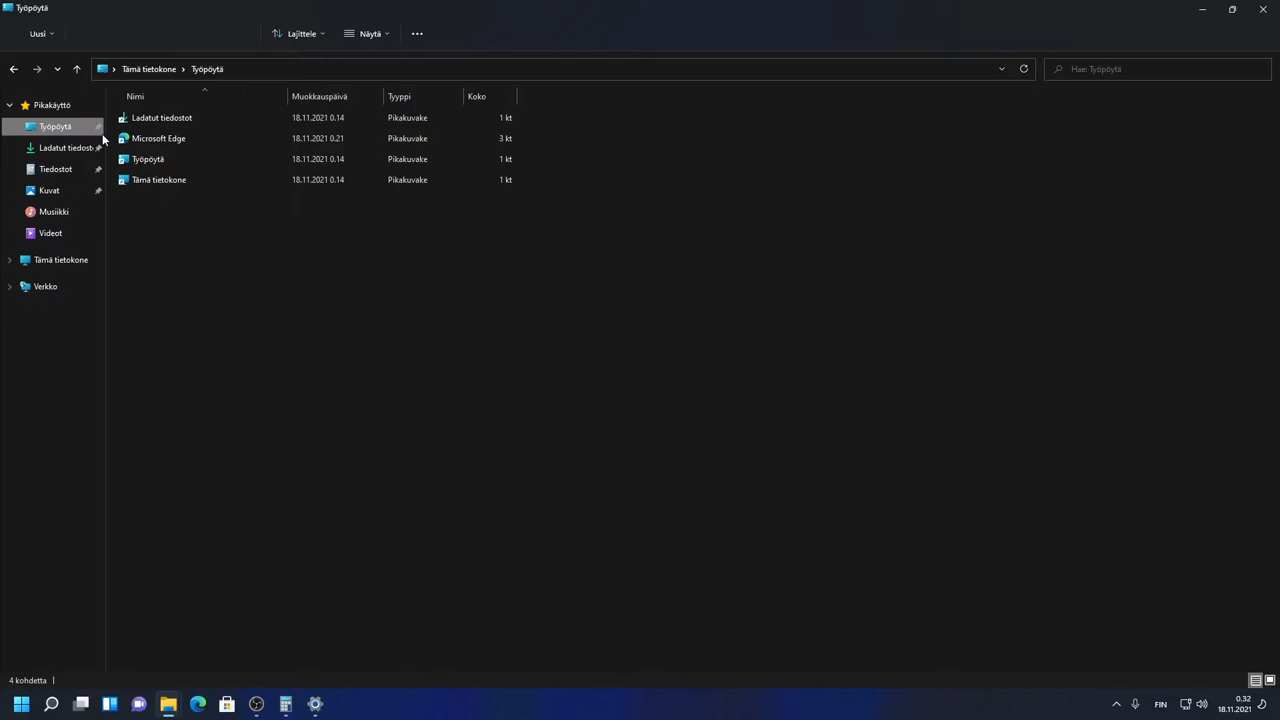 Työpöytä
Uusi
Lajittele
Näytä
Tämä tietokone
Työpöytä
Hae: Työpöytä
Nimi Muokkauspäivä Tyyppi Koko
Pikakäyttö
Työpöytä
Ladatut tiedost
Tiedostot
Kuvat
Musiikki
Videot
Tämä tietokone
Verkko
Ladatut tiedostot 18.11.2021 0.14 Pikakuvake 1 kt
Microsoft Edge 18.11.2021 0.21 Pikakuvake 3 kt
Työpöytä 18.11.2021 0.14 Pikakuvake 1 kt
Tämä tietokone 18.11.2021 0.14 Pikakuvake 1 kt
4 kohdetta
FIN
0.32
18.11.2021